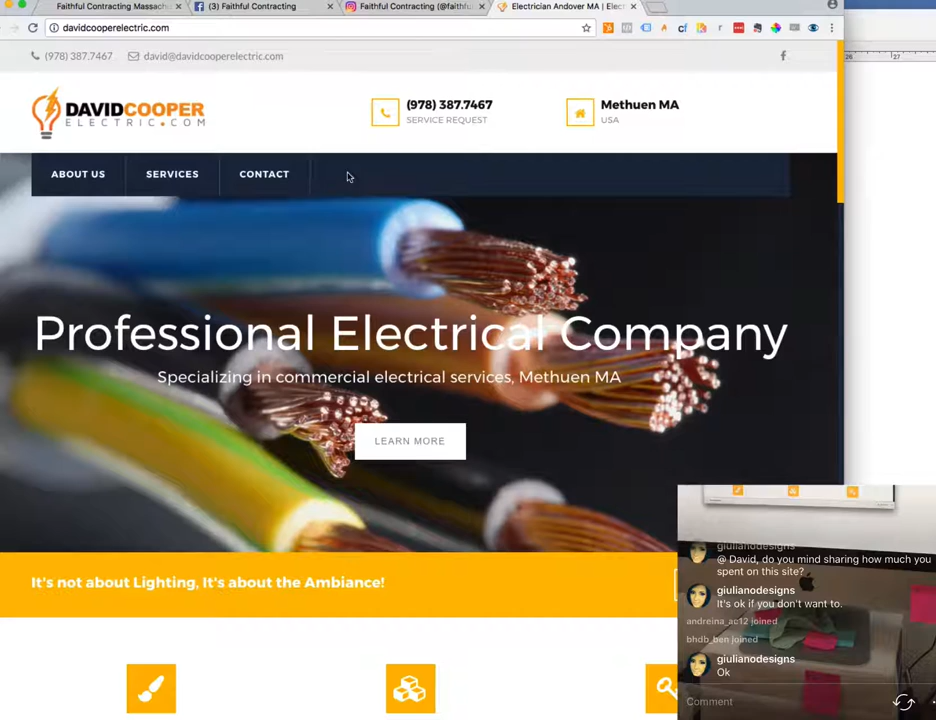 Faithful Contracting Massach
(3) Faithful Contracting
Faithful Contracting (@faithful
Electrician Andover MA | Elect
davidcooperelectric.com
26
27
(978) 387.7467
david@davidcooperelectric.com
DAVIDCOOPER
ELECTRIC.COM
(978) 387.7467
SERVICE REQUEST
Methuen MA
USA
ABOUT US
SERVICES
CONTACT
Professional Electrical Company
Specializing in commercial electrical services, Methuen MA
LEARN MORE
It's not about Lighting, It's about the Ambiance!
giulianodesigns
@ David, do you mind sharing how much you
spent on this site?
giulianodesigns
It's ok if you don't want to.
andreina_ac12 joined
bhdb_ben joined
giulianodesigns
Ok
Comment